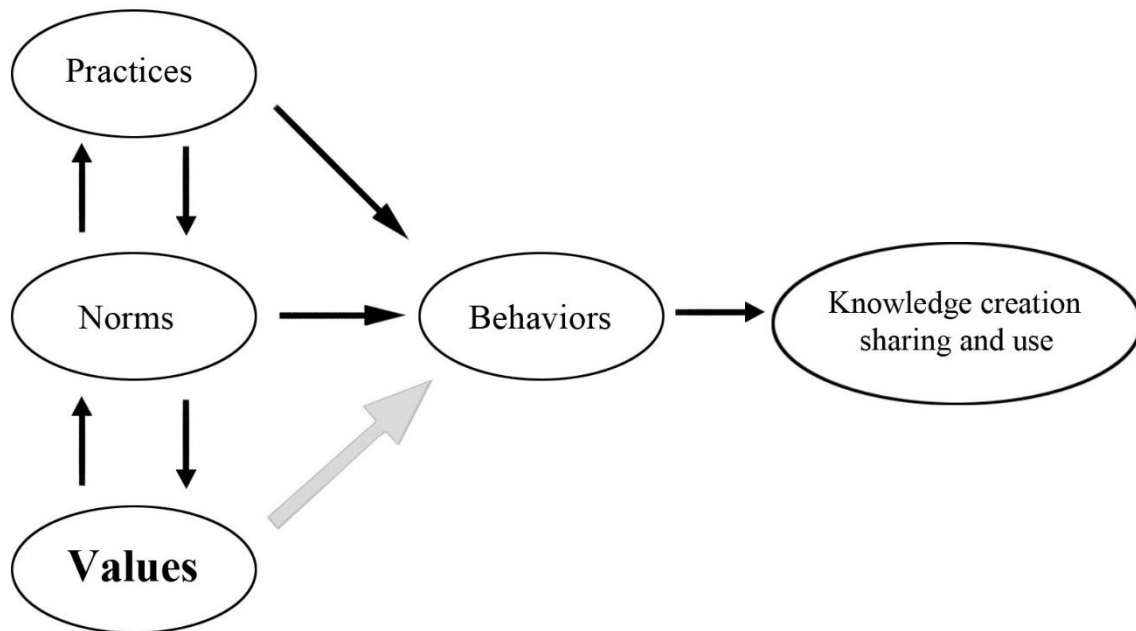 Practices
Norms
Behaviors
Knowledge creation
sharing and use
Values